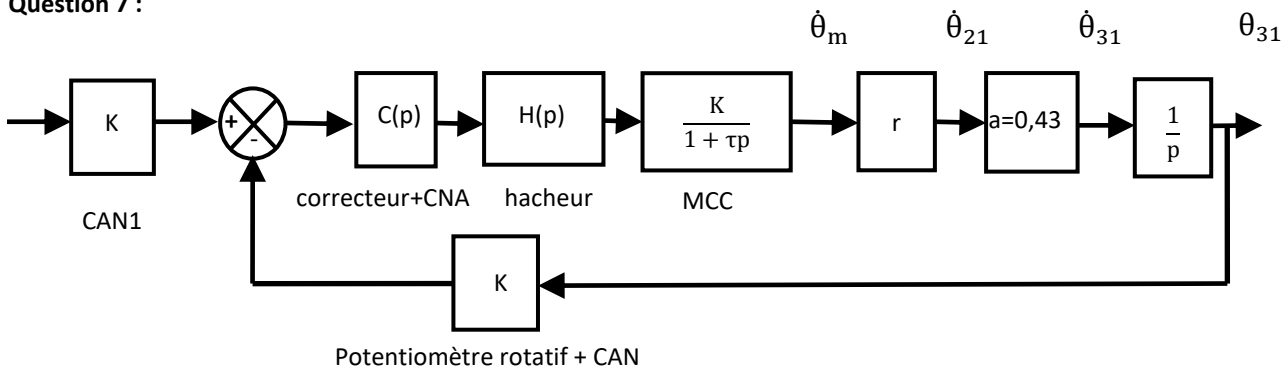 Question 7 :
θ̇m θ̇21 θ̇31 θ31
K + - C(p) H(p) K/(1 + τp) r a=0,43 1/p
CAN1 correcteur+CNA hacheur MCC
K
Potentiomètre rotatif + CAN